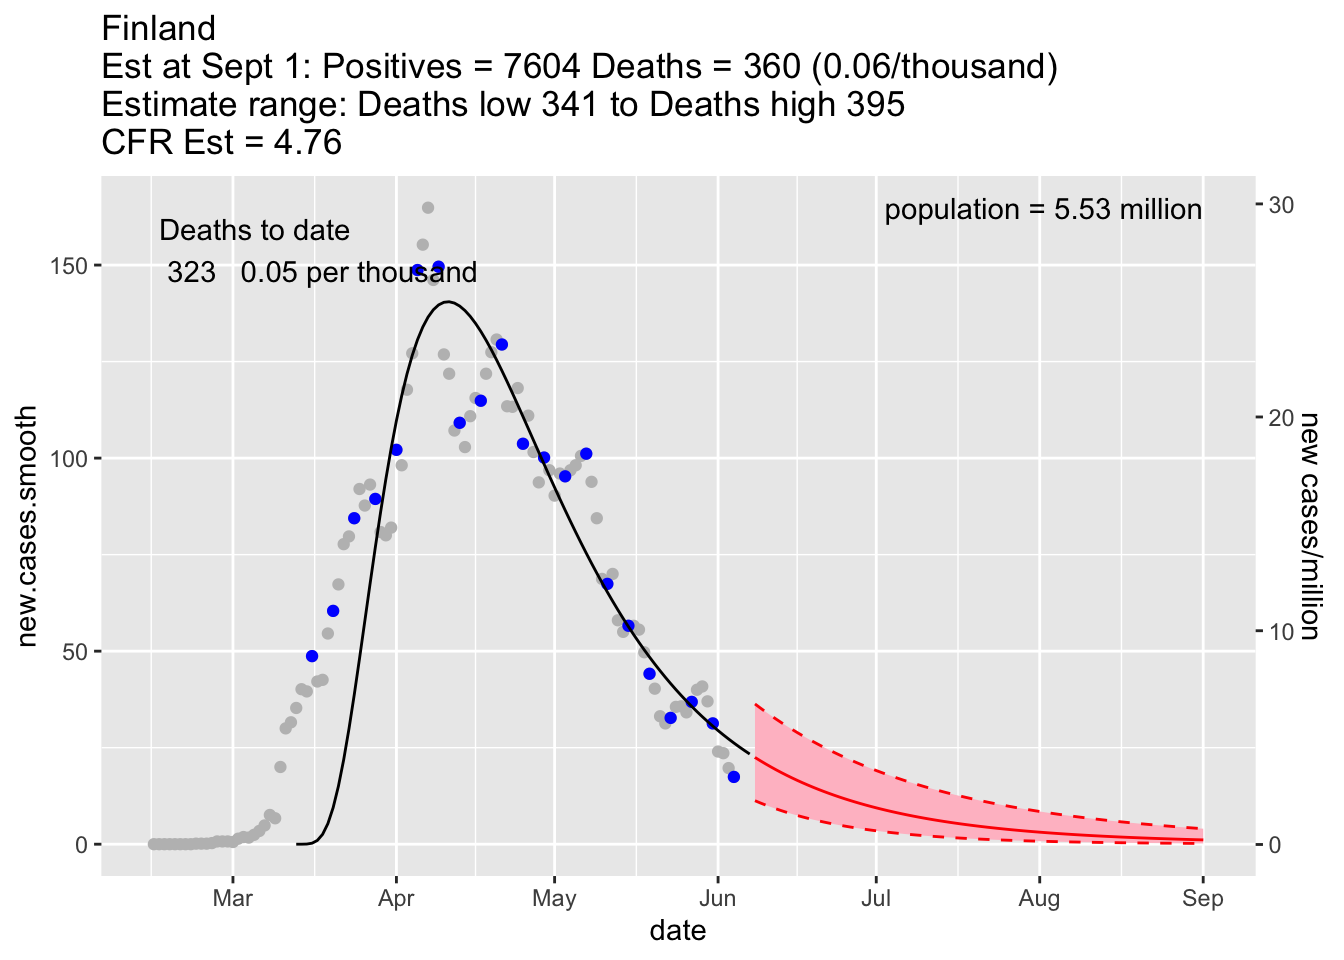 Finland
Est at Sept 1: Positives = 7604 Deaths = 360 (0.06/thousand)
Estimate range: Deaths low 341 to Deaths high 395
CFR Est = 4.76
Deaths to date
323 0.05 per thousand
population = 5.53 million
new.cases.smooth
150
100
50
0
30
20
10
0
new cases/million
Mar Apr May Jun Jul Aug Sep
date